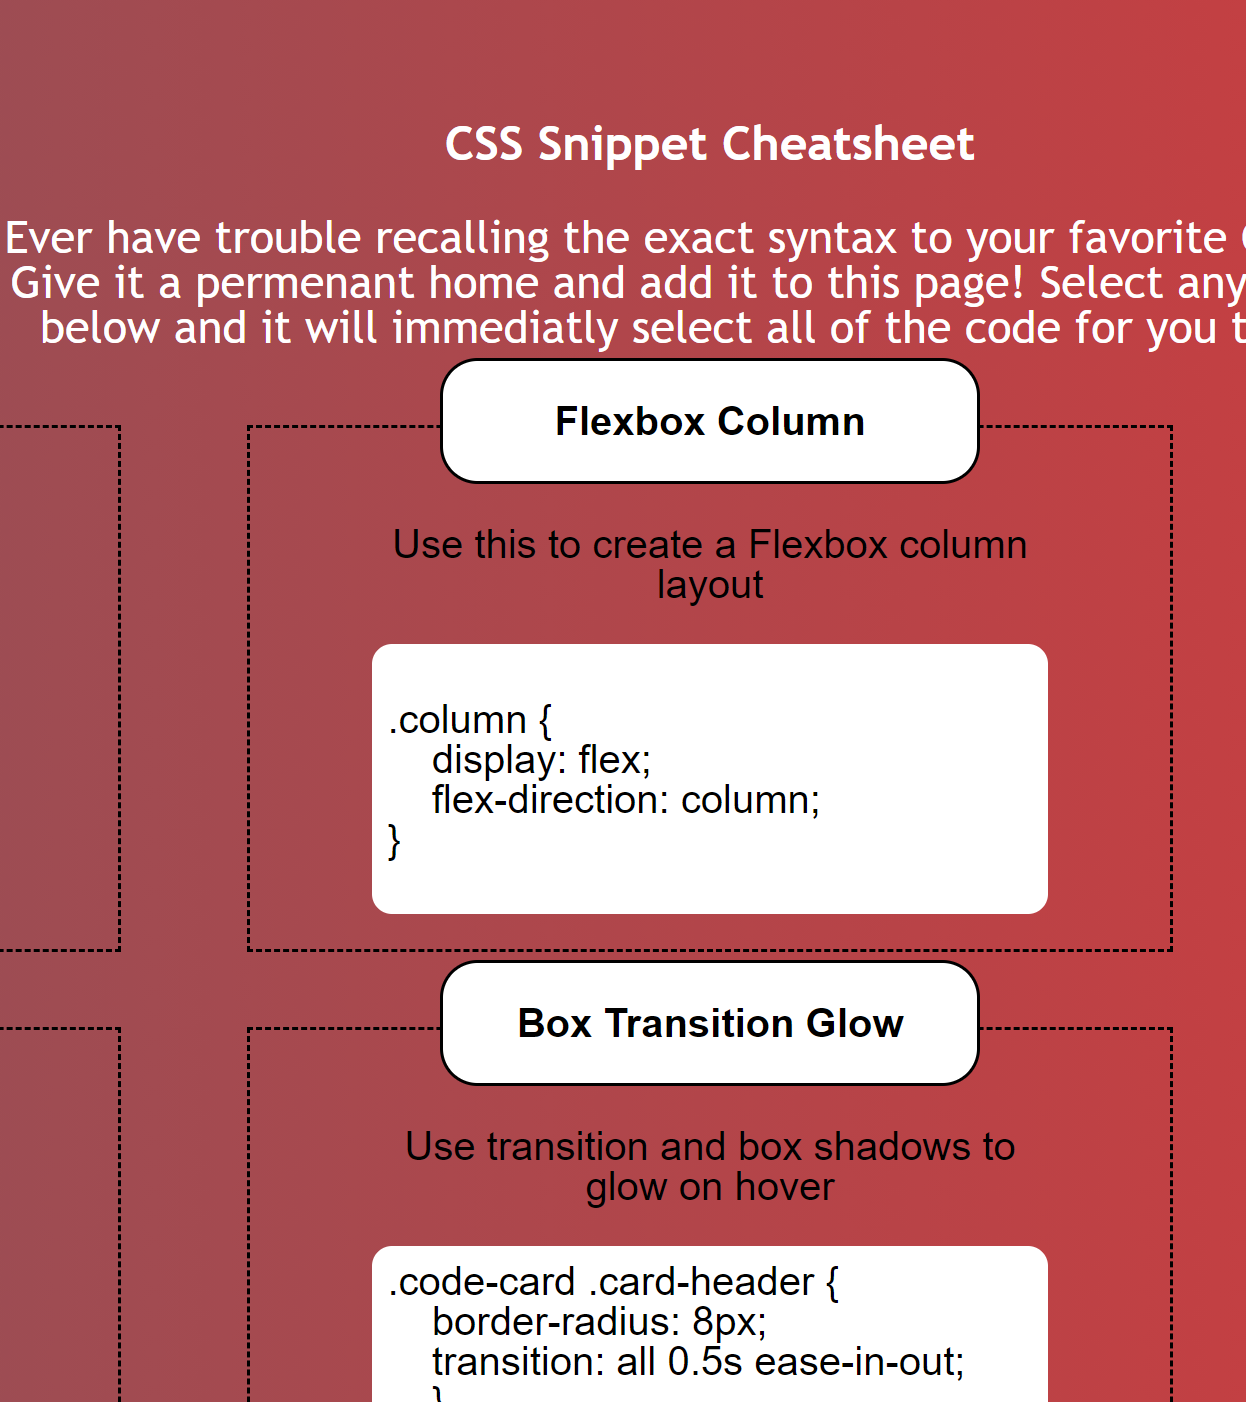 CSS Snippet Cheatsheet
Ever have trouble recalling the exact syntax to your favorite
Give it a permenant home and add it to this page! Select any
below and it will immediatly select all of the code for you
Flexbox Column
Use this to create a Flexbox column
layout
.column {
display: flex;
flex-direction: column;
}
Box Transition Glow
Use transition and box shadows to
glow on hover
.code-card .card-header {
border-radius: 8px;
transition: all 0.5s ease-in-out;
}